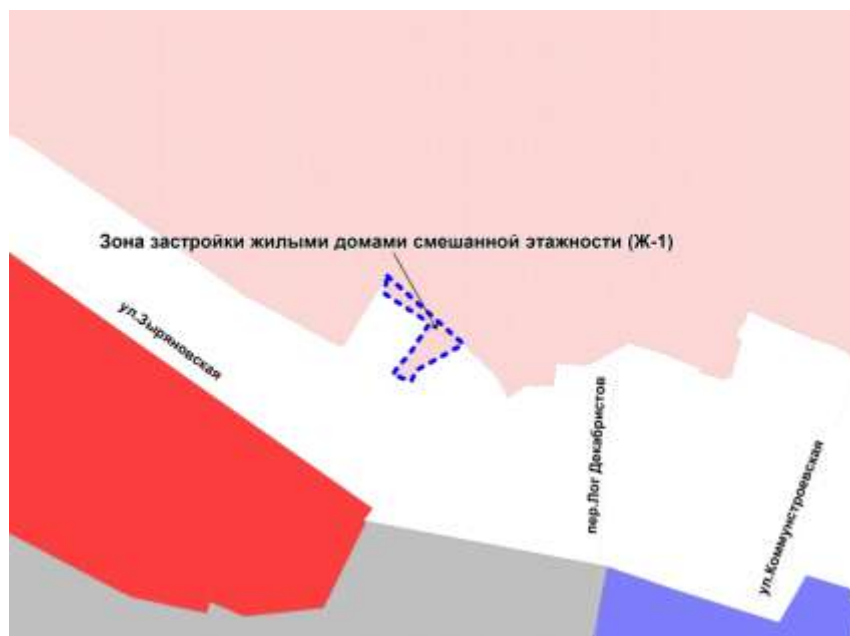 Зона застройки жилыми домами смешанной этажности (Ж-1)
ул.Зыряновская
пер.Лог Декабристов
ул.Коммунстроевская